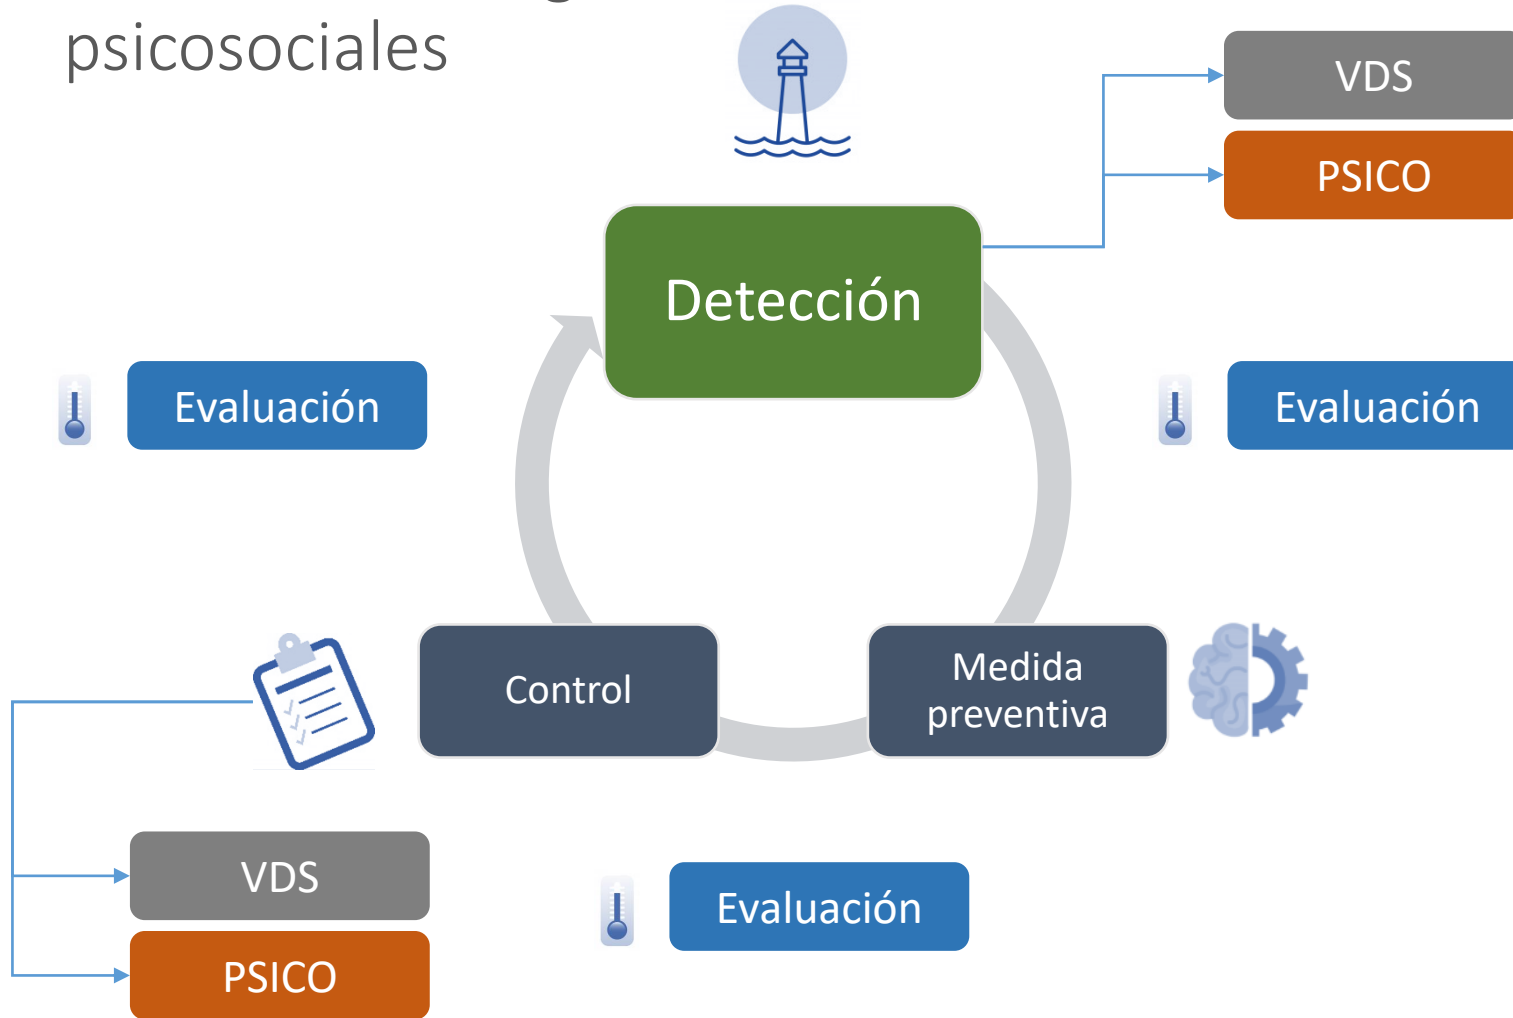 psicosociales
VDS
PSICO
Detección
Evaluación
Evaluación
Control
Medida
preventiva
VDS
PSICO
Evaluación